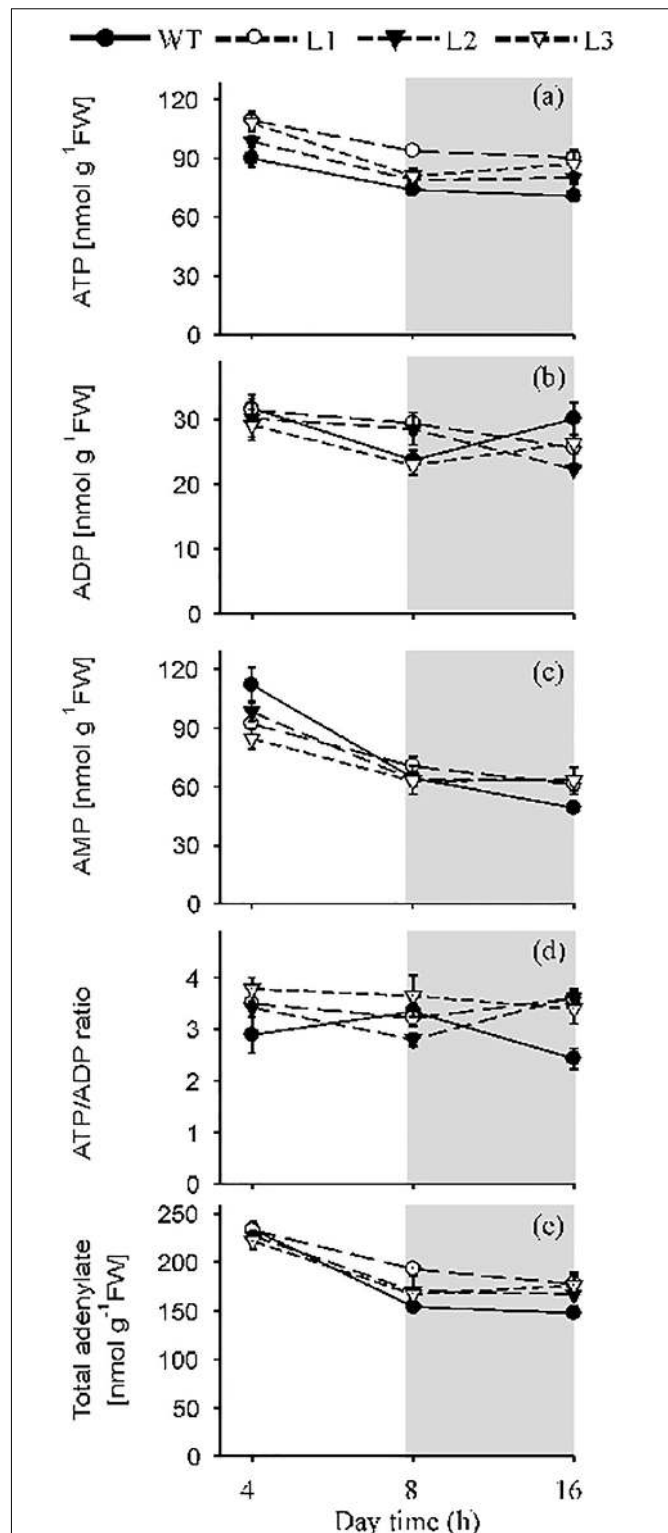 WT L1 L2 L3
(a)
120
90
60
30
0
ATP [nmol g⁻¹FW]
(b)
30
20
10
0
ADP [nmol g⁻¹FW]
(c)
120
90
60
30
0
AMP [nmol g⁻¹FW]
(d)
4
3
2
1
0
ATP/ADP ratio
(e)
250
200
150
100
50
0
Total adenylate
[nmol g⁻¹FW]
4 8 16
Day time (h)